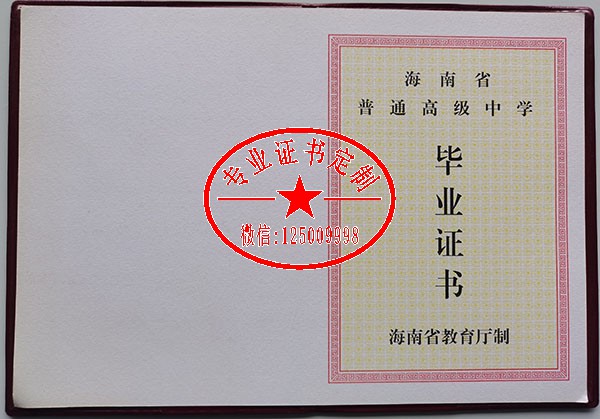 海南省
普通高级中学
毕业证书
海南省教育厅制
专业证书定制
微信:125009998